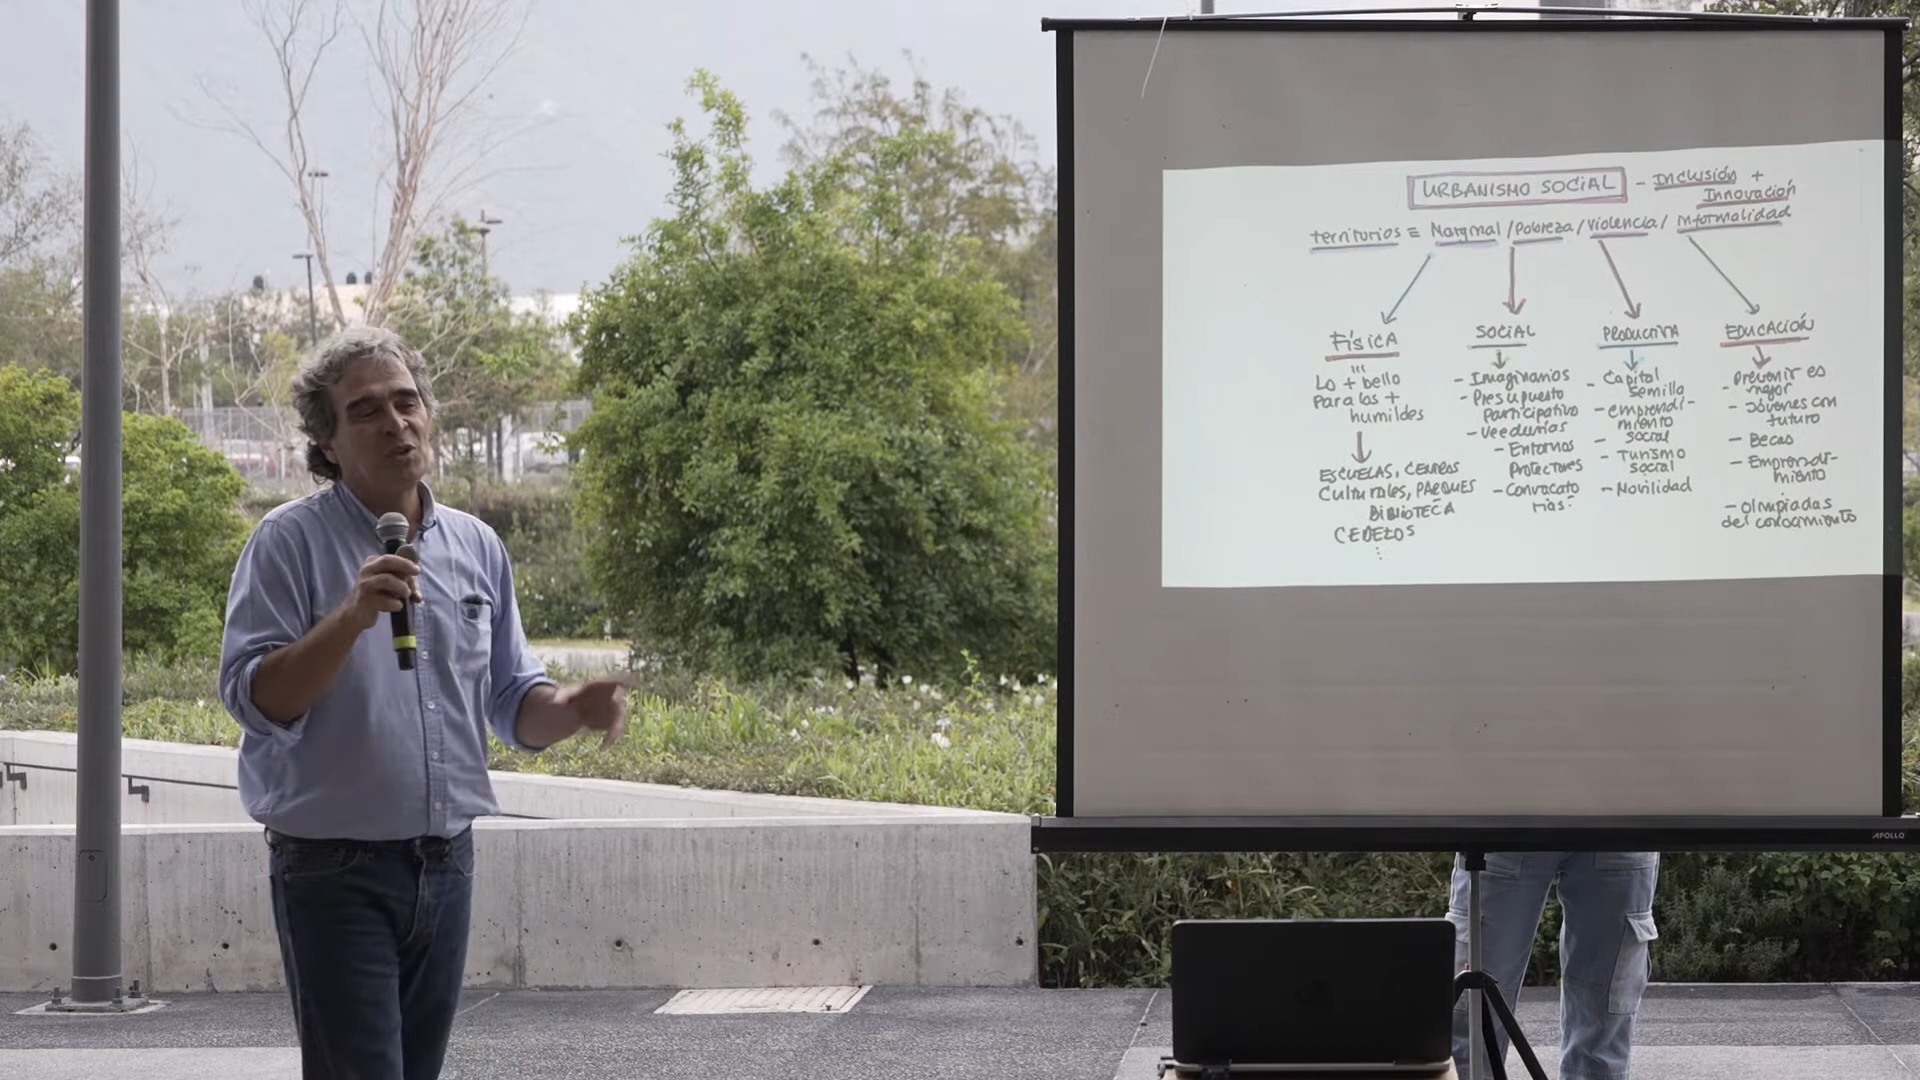 URBANISMO SOCIAL - Inclusión +
Innovación
territorios = Marginal / Pobreza / Violencia / Informalidad
Física
Lo + bello
Para los +
humildes
ESCUELAS, CENTROS
Culturales, PARQUES
BIBLIOTECA
CEDEZOS
SOCIAL
- Imaginarios
- Presupuesto
participativo
- Veedurias
- Entornos
Protectores
- Convocato
rias.
PRODUCTIVA
- Capital
semilla
- emprendi-
miento
social
- Turismo
social
- Movilidad
EDUCACIÓN
- Prevenir es
mejor
- Jóvenes con
futuro
- Becas
- Emprendi-
miento
- olimpiadas
del conocimiento
APOLLO